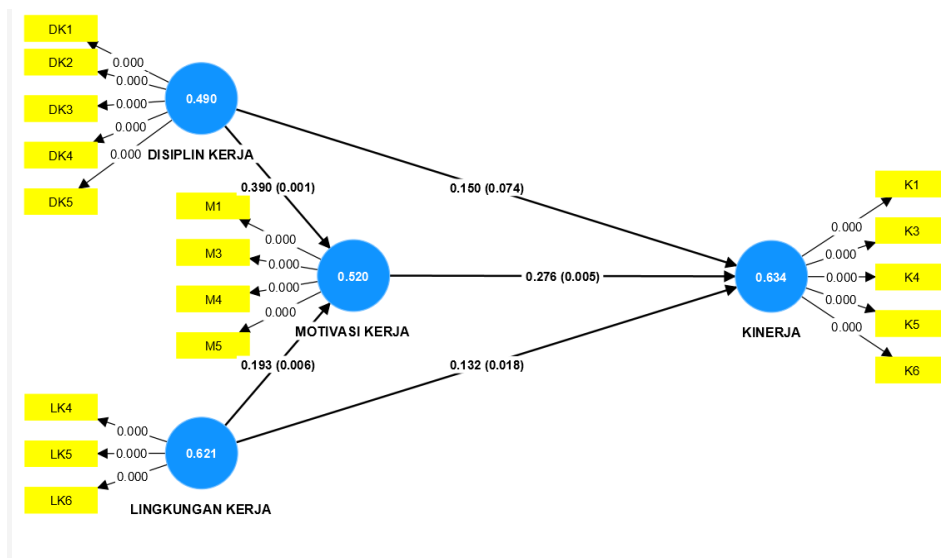 DK1
DK2
DK3
DK4
DK5
0.000
0.000
0.000
0.000
0.000
0.490
DISIPLIN KERJA
0.390 (0.001)
0.150 (0.074)
M1
M3
M4
M5
0.000
0.000
0.000
0.000
0.520
MOTIVASI KERJA
0.276 (0.005)
0.193 (0.006)
0.132 (0.018)
LK4
LK5
LK6
0.000
0.000
0.000
0.621
LINGKUNGAN KERJA
0.634
KINERJA
0.000
0.000
0.000
0.000
0.000
K1
K3
K4
K5
K6